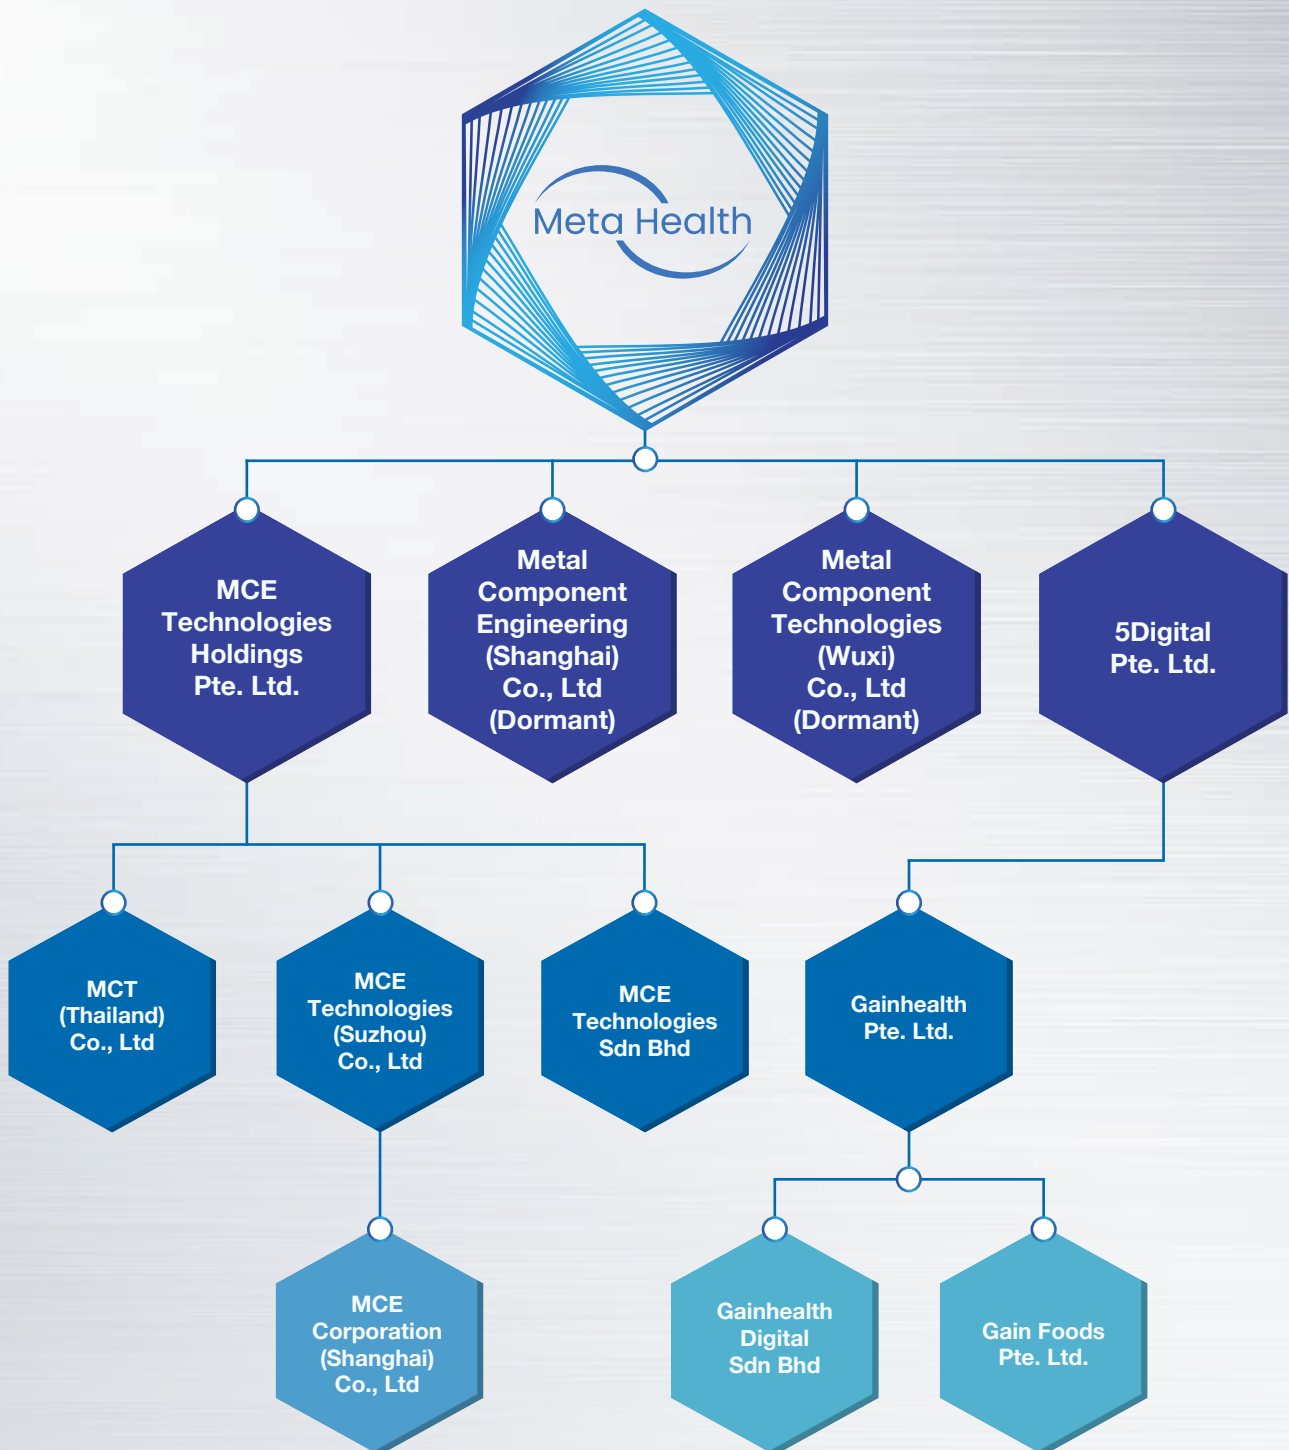 Meta Health
MCE
Technologies
Holdings
Pte. Ltd.
Metal
Component
Engineering
(Shanghai)
Co., Ltd
(Dormant)
Metal
Component
Technologies
(Wuxi)
Co., Ltd
(Dormant)
5Digital
Pte. Ltd.
MCT
(Thailand)
Co., Ltd
MCE
Technologies
(Suzhou)
Co., Ltd
MCE
Technologies
Sdn Bhd
Gainhealth
Pte. Ltd.
MCE
Corporation
(Shanghai)
Co., Ltd
Gainhealth
Digital
Sdn Bhd
Gain Foods
Pte. Ltd.